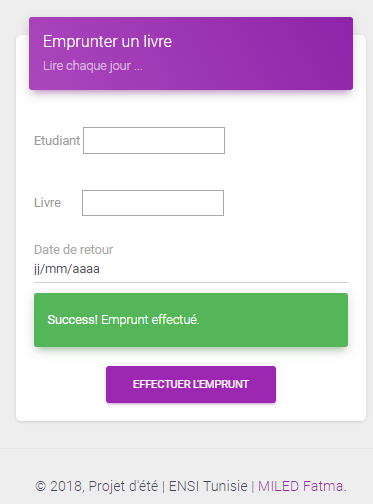 Emprunter un livre
Lire chaque jour ...
Etudiant
Livre
Date de retour
jj/mm/aaaa
Success! Emprunt effectué.
EFFECTUER L'EMPRUNT
© 2018, Projet d'été | ENSI Tunisie | MILED Fatma.